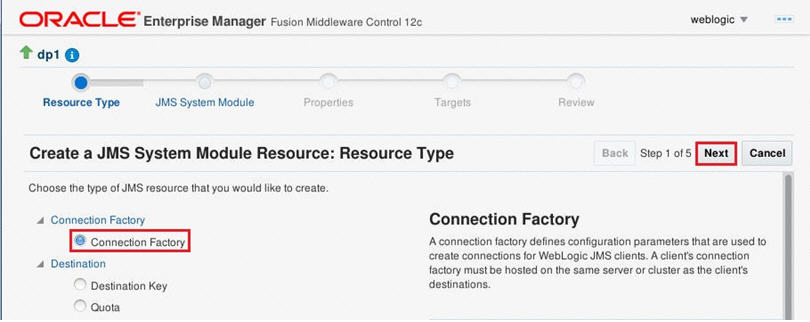 ORACLE Enterprise Manager Fusion Middleware Control 12c weblogic
dp1
Resource Type JMS System Module Properties Targets Review
Create a JMS System Module Resource: Resource Type Back Step 1 of 5 Next Cancel
Choose the type of JMS resource that you would like to create.
Connection Factory
Connection Factory
Destination
Destination Key
Quota
Connection Factory
A connection factory defines configuration parameters that are used to
create connections for WebLogic JMS clients. A client's connection
factory must be hosted on the same server or cluster as the client's
destinations.